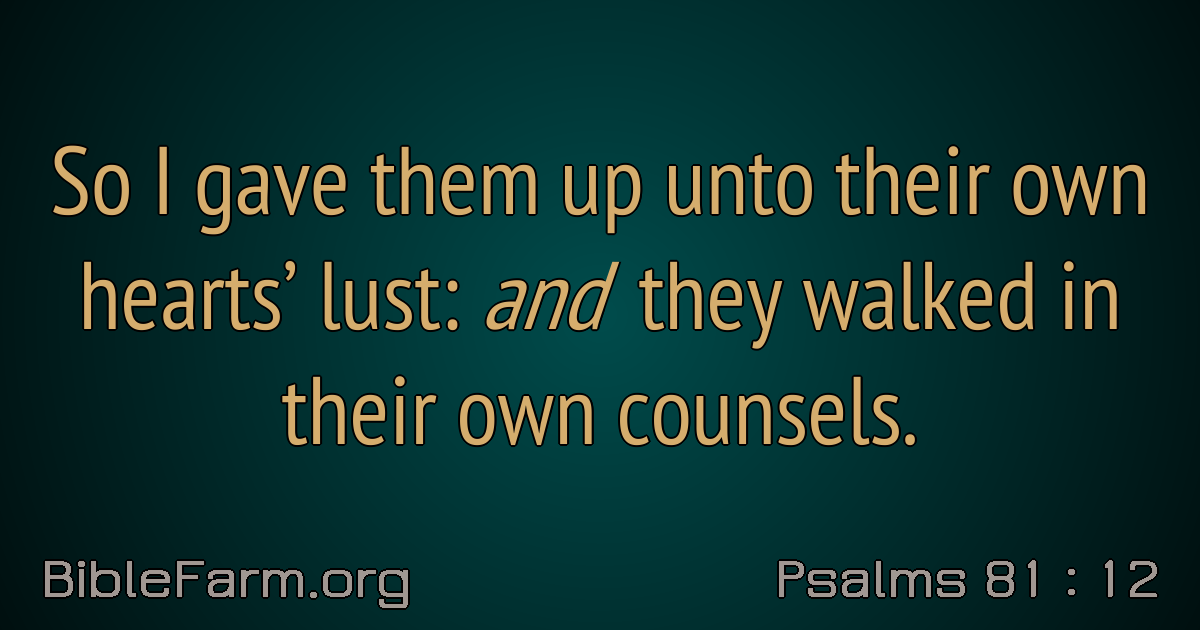 So I gave them up unto their own
hearts’ lust: and they walked in
their own counsels.
BibleFarm.org
Psalms 81 : 12